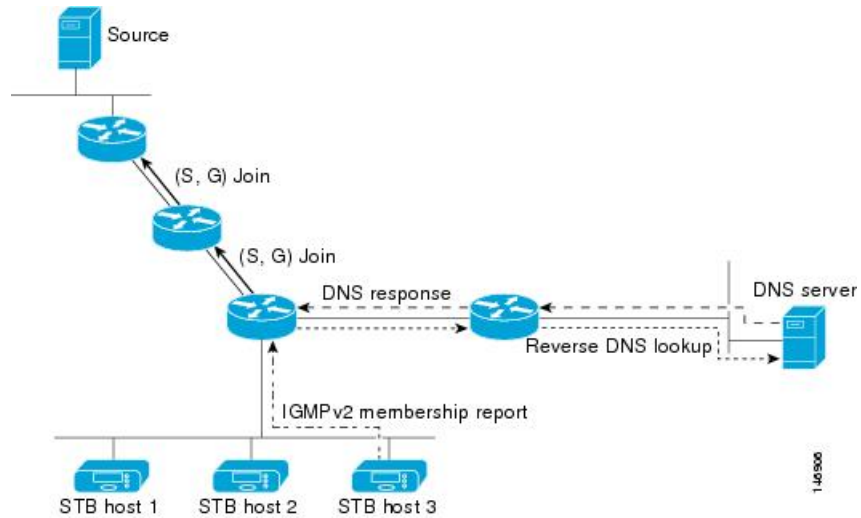 Source
(S, G) Join
(S, G) Join
DNS response
DNS server
Reverse DNS lookup
IGMPv2 membership report
STB host 1
STB host 2
STB host 3
146906